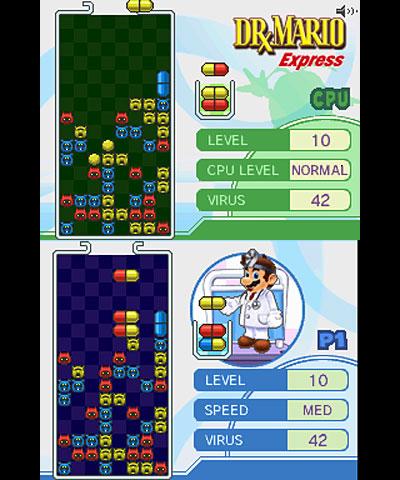 DR. MARIO
Express
CPU
LEVEL 10
CPU LEVEL NORMAL
VIRUS 42
P1
LEVEL 10
SPEED MED
VIRUS 42